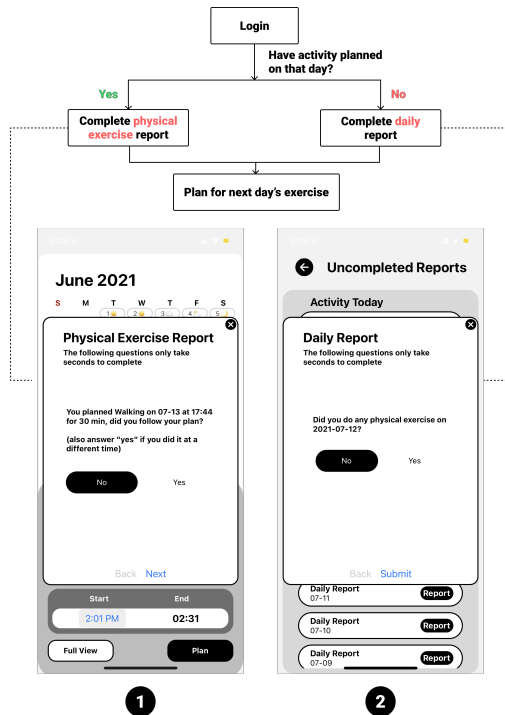 Login
Have activity planned
on that day?
Yes
No
Complete physical
exercise report
Complete daily
report
Plan for next day's exercise
June 2021
S M T W T F S
1 2 3 4 5
Physical Exercise Report
The following questions only take
seconds to complete
You planned Walking on 07-13 at 17:44
for 30 min, did you follow your plan?
(also answer "yes" if you did it at a
different time)
No Yes
Back Next
Start End
2:01 PM 02:31
Full View Plan
1
Uncompleted Reports
Activity Today
Daily Report
The following questions only take
seconds to complete
Did you do any physical exercise on
2021-07-12?
No Yes
Back Submit
Daily Report
07-11
Report
Daily Report
07-10
Report
Daily Report
07-09
Report
2